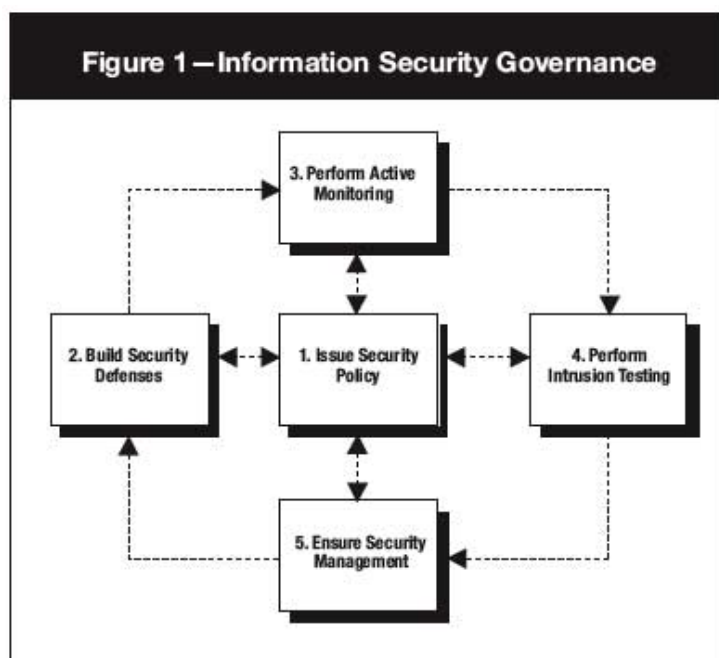 Figure 1—Information Security Governance
3. Perform Active
Monitoring
2. Build Security
Defenses
1. Issue Security
Policy
4. Perform
Intrusion Testing
5. Ensure Security
Management